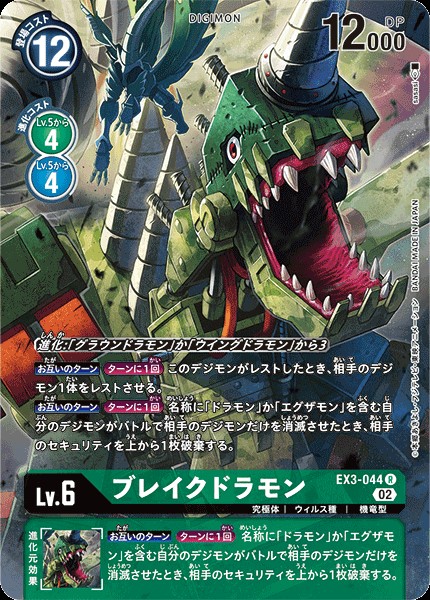 DIGIMON
登場コスト
12
DP
12000
進化コスト
Lv.5から
4
Lv.5から
4
sasasi
BANDAI MADE IN JAPAN
進化:「グラウンドラモン」か「ウイングドラモン」から3
お互いのターン ターンに1回 このデジモンがレストしたとき、相手のデジ
モン1体をレストさせる。
お互いのターン ターンに1回 名称に「ドラモン」か「エグザモン」を含む自
分のデジモンがバトルで相手のデジモンだけを消滅させたとき、相手
のセキュリティを上から1枚破棄する。
Lv.6
ブレイクドラモン
EX3-044 R
02
究極体 | ウィルス種 | 機竜型
進化元効果
お互いのターン ターンに1回 名称に「ドラモン」か「エグザモ
ン」を含む自分のデジモンがバトルで相手のデジモンだけを
消滅させたとき、相手のセキュリティを上から1枚破棄する。